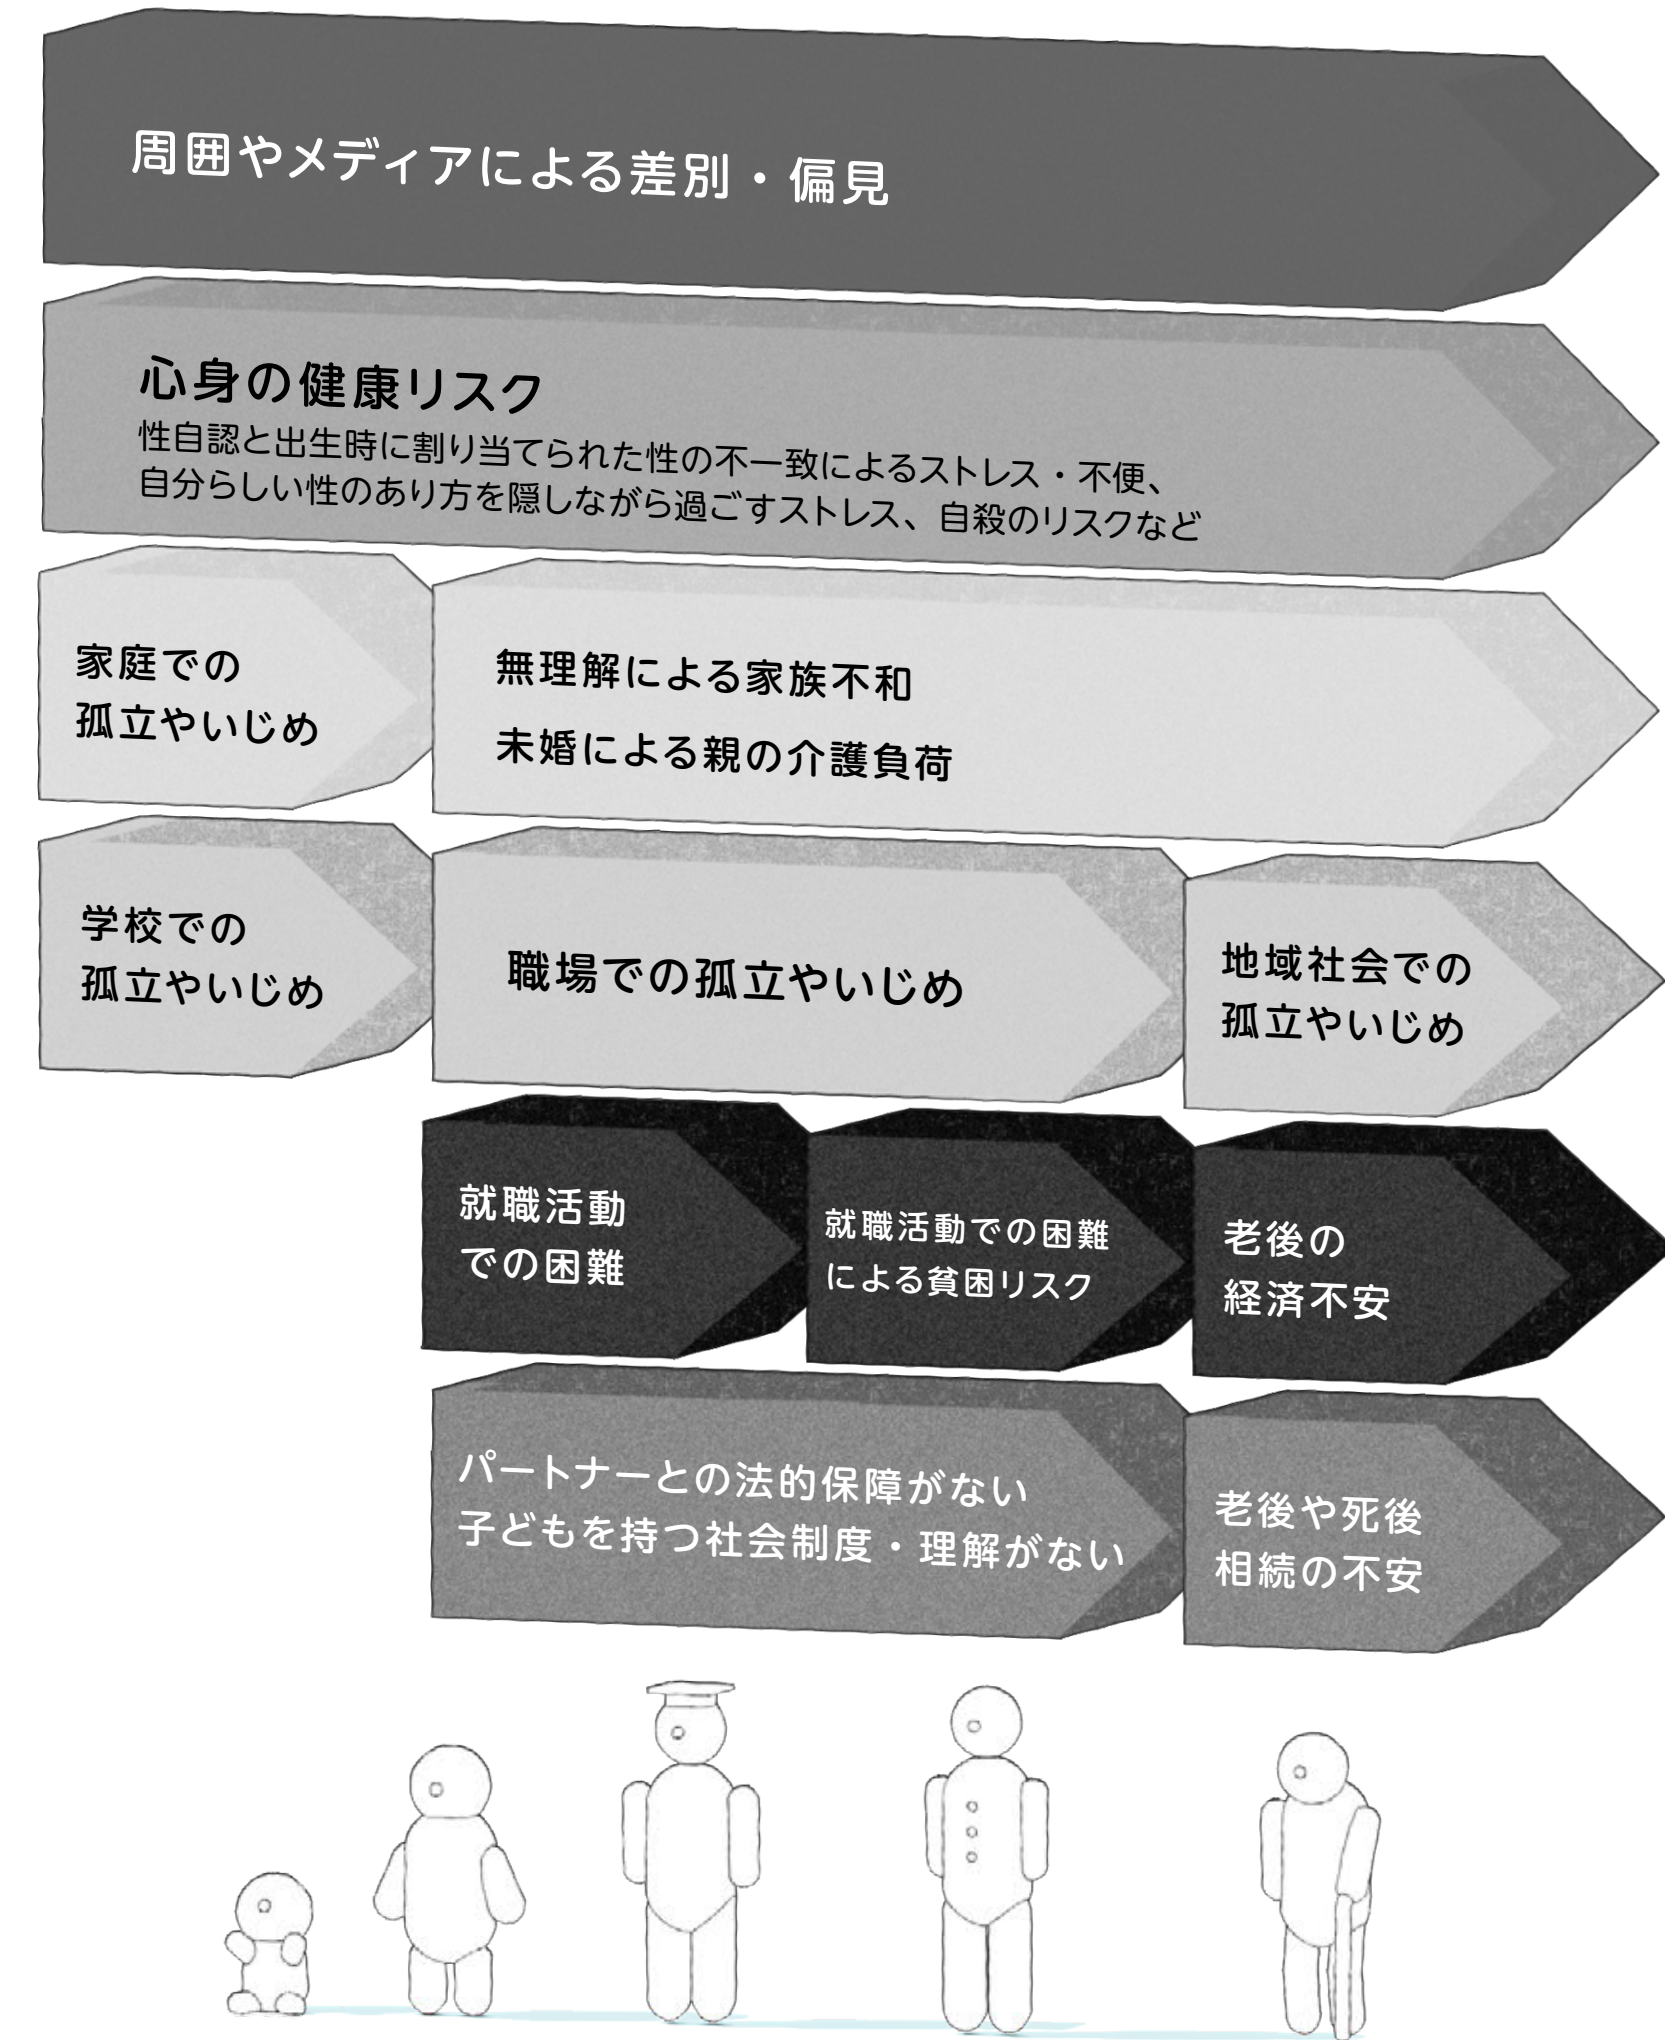 周囲やメディアによる差別・偏見
心身の健康リスク
性自認と出生時に割り当てられた性の不一致によるストレス・不便、
自分らしい性のあり方を隠しながら過ごすストレス、自殺のリスクなど
家庭での
孤立やいじめ
無理解による家族不和
未婚による親の介護負荷
学校での
孤立やいじめ
職場での孤立やいじめ
地域社会での
孤立やいじめ
就職活動
での困難
就職活動での困難
による貧困リスク
老後の
経済不安
パートナーとの法的保障がない
子どもを持つ社会制度・理解がない
老後や死後
相続の不安